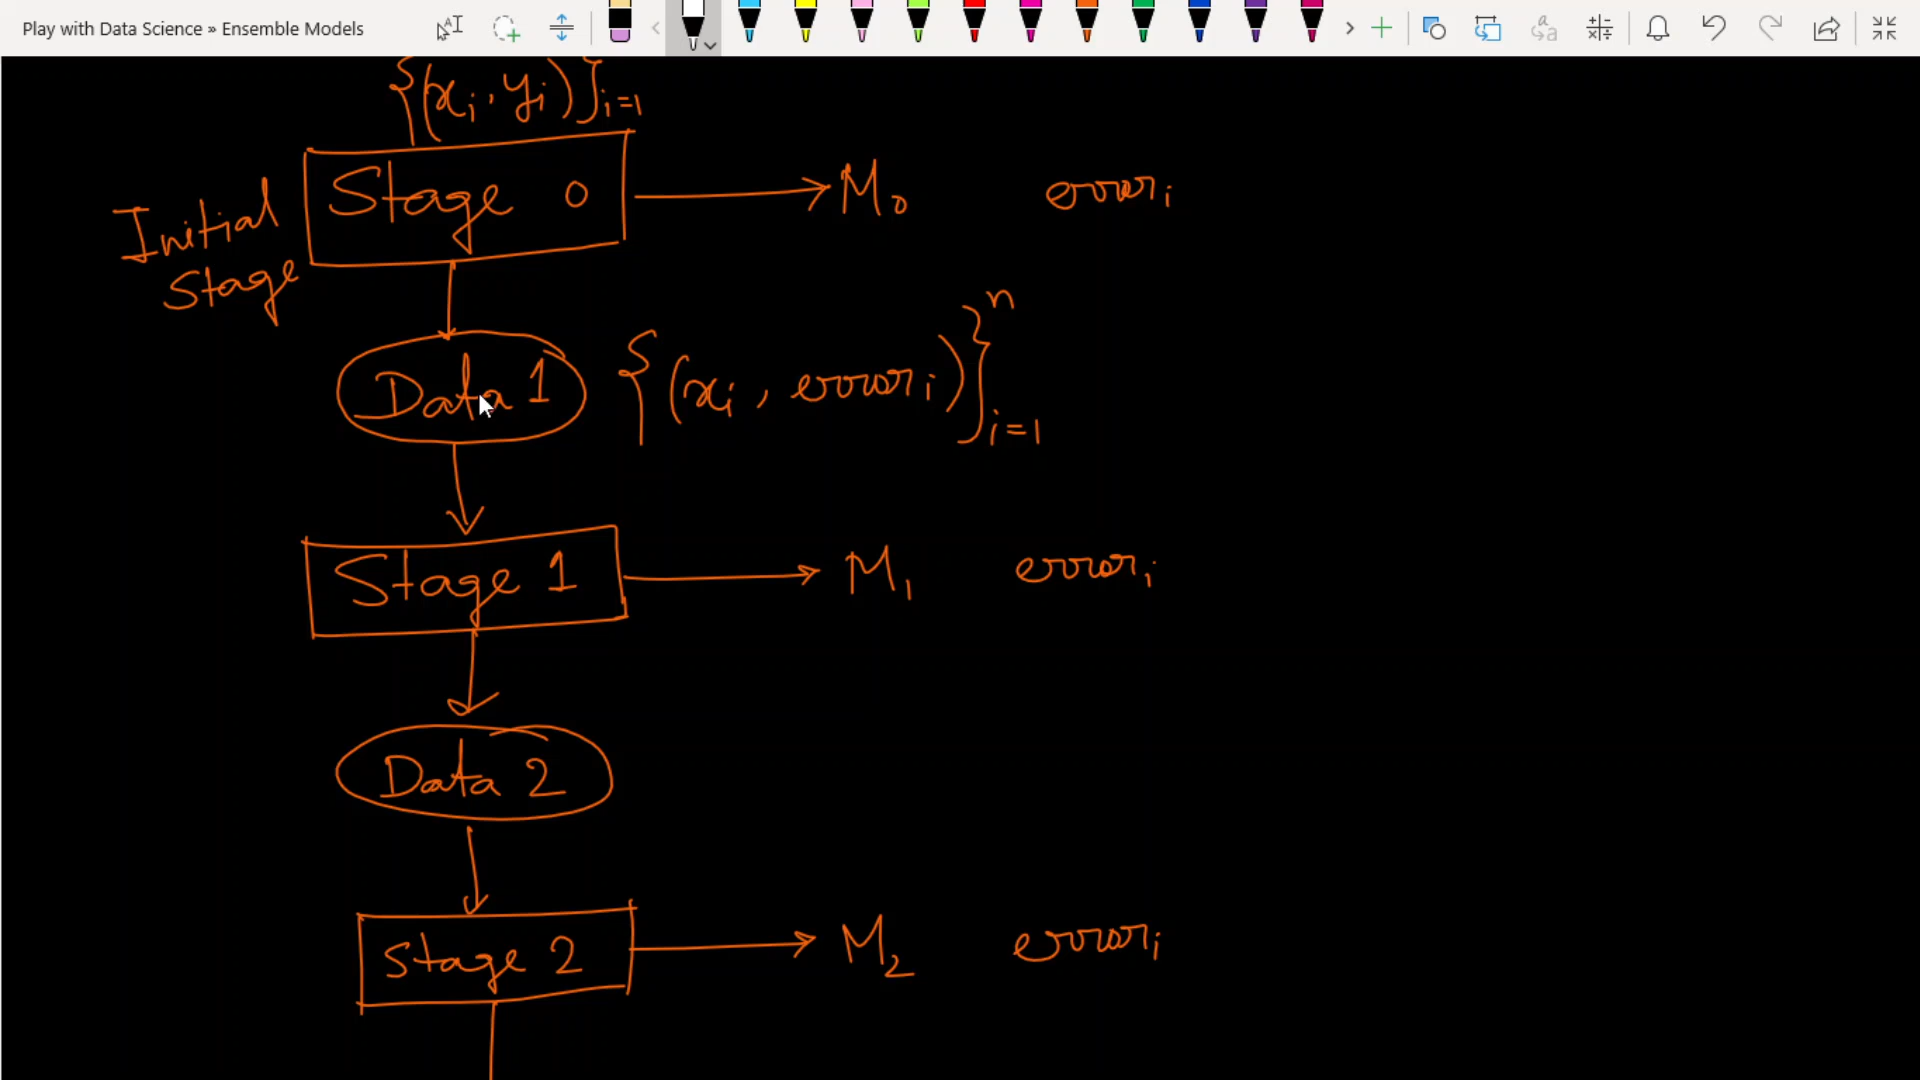 Play with Data Science » Ensemble Models
{(xi, yi)}i=1
Stage 0 → M0 errori
Initial
Stage
Data 1 {(xi, errori)}^n i=1
Stage 1 → M1 errori
Data 2
Stage 2 → M2 errori